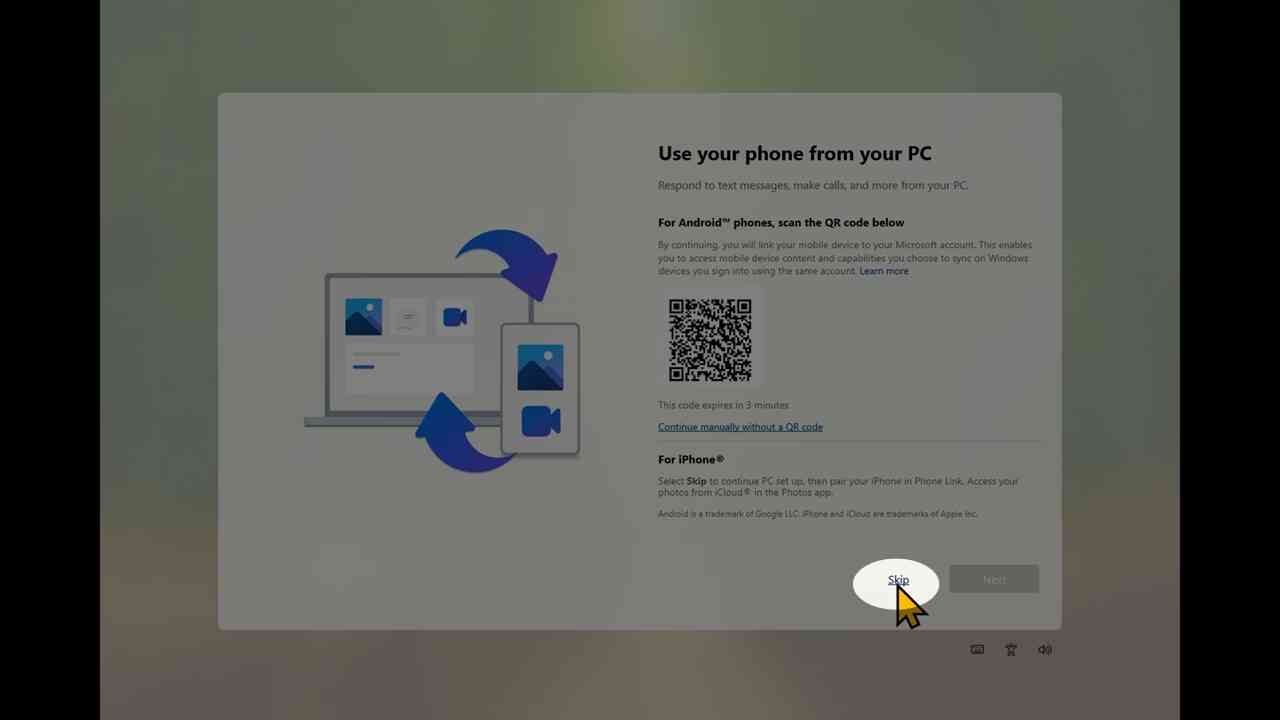 Use your phone from your PC
Respond to text messages, make calls, and more from your PC.
For Android™ phones, scan the QR code below
By continuing, you will link your mobile device to your Microsoft account. This enables
you to access mobile device content and capabilities you choose to sync on Windows
devices you sign into using the same account. Learn more
This code expires in 3 minutes
Continue manually without a QR code
For iPhone®
Select Skip to continue PC set up, then pair your iPhone in Phone Link. Access your
photos from iCloud® in the Photos app.
Android is a trademark of Google LLC. iPhone and iCloud are trademarks of Apple Inc.
Skip
Next